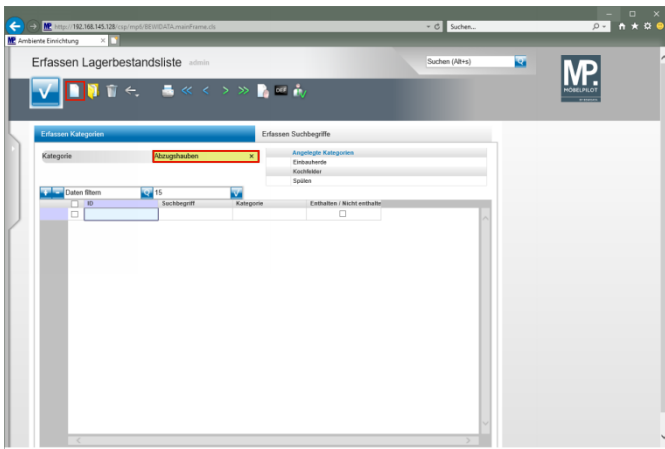 http://192.168.145.128/csp/mpli/BEWIDATA.mainFrame.cls
Suchen...
Ambiente Einrichtung
Erfassen Lagerbestandsliste admin
Suchen (Alt+s)
MP.
MÖBELPILOT
Erfassen Kategorien
Erfassen Suchbegriffe
Kategorie
Abzugshauben
Angelegte Kategorien
Einbauherde
Kochfelder
Spülen
Daten filtern
15
ID
Suchbegriff
Kategorie
Enthalten / Nicht enthalte